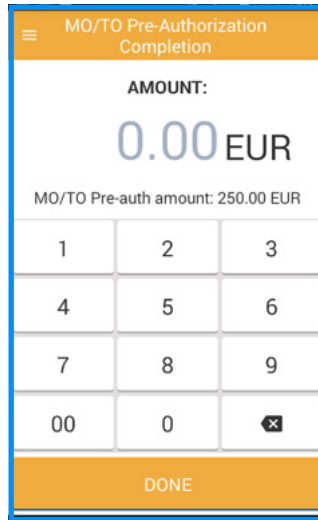 MO/TO Pre-Authorization
Completion
AMOUNT:
0.00 EUR
MO/TO Pre-auth amount: 250.00 EUR
1 2 3
4 5 6
7 8 9
00 0
DONE